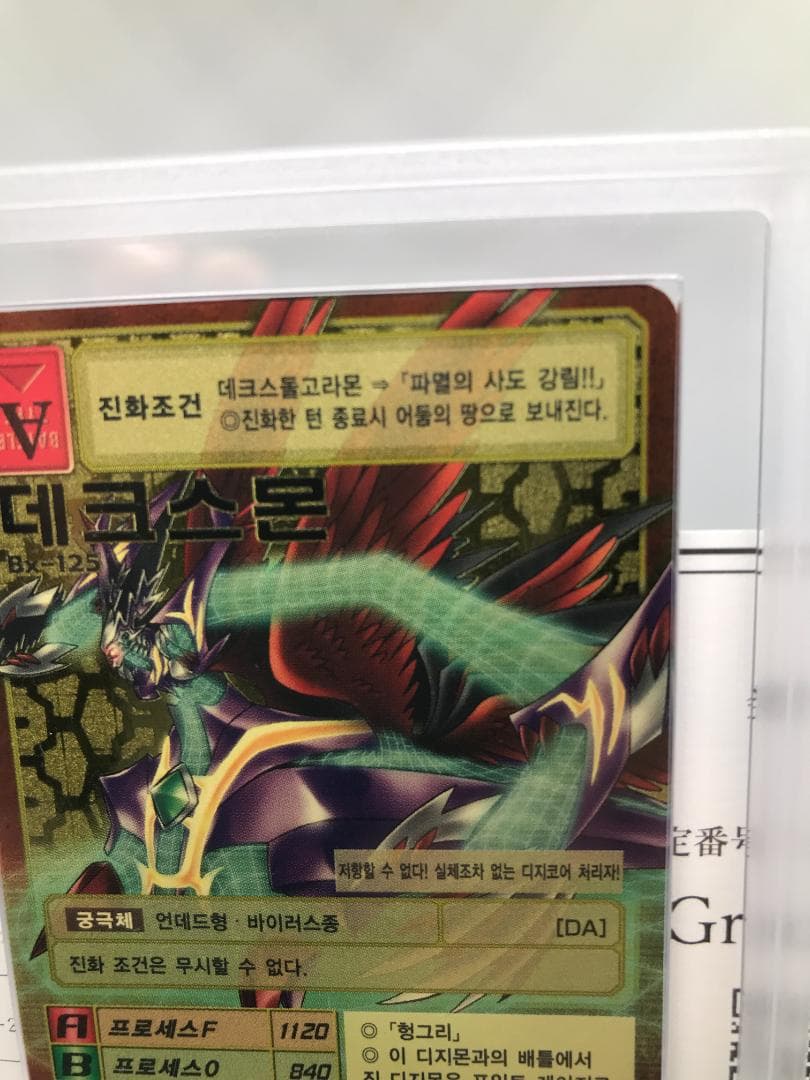 진화조건
데크스돌고라몬 ⇒ 「파멸의 사도 강림!!」
◎진화한 턴 종료시 어둠의 땅으로 보내진다.
A
데크스몬
Bx-125
저항할 수 없다! 실체조차 없는 디지코어 처리자!
궁극체 언데드형·바이러스종 [DA]
진화 조건은 무시할 수 없다.
A 프로세스F 1120
B 프로세스O 840
◎ 「헝그리」
◎ 이 디지몬과의 배틀에서
定番号
Gr